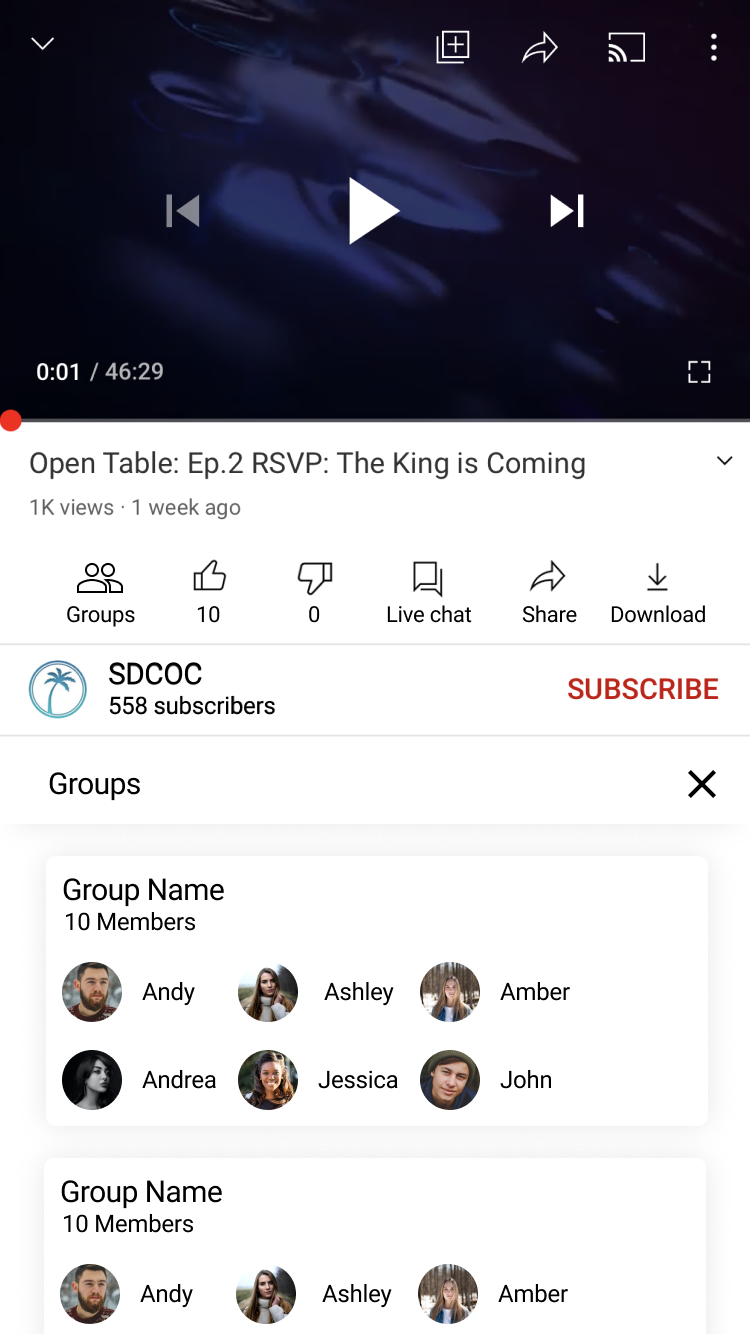 0:01 / 46:29
Open Table: Ep.2 RSVP: The King is Coming
1K views · 1 week ago
Groups 10 0 Live chat Share Download
SDCOC
558 subscribers
SUBSCRIBE
Groups
Group Name
10 Members
Andy Ashley Amber
Andrea Jessica John
Group Name
10 Members
Andy Ashley Amber